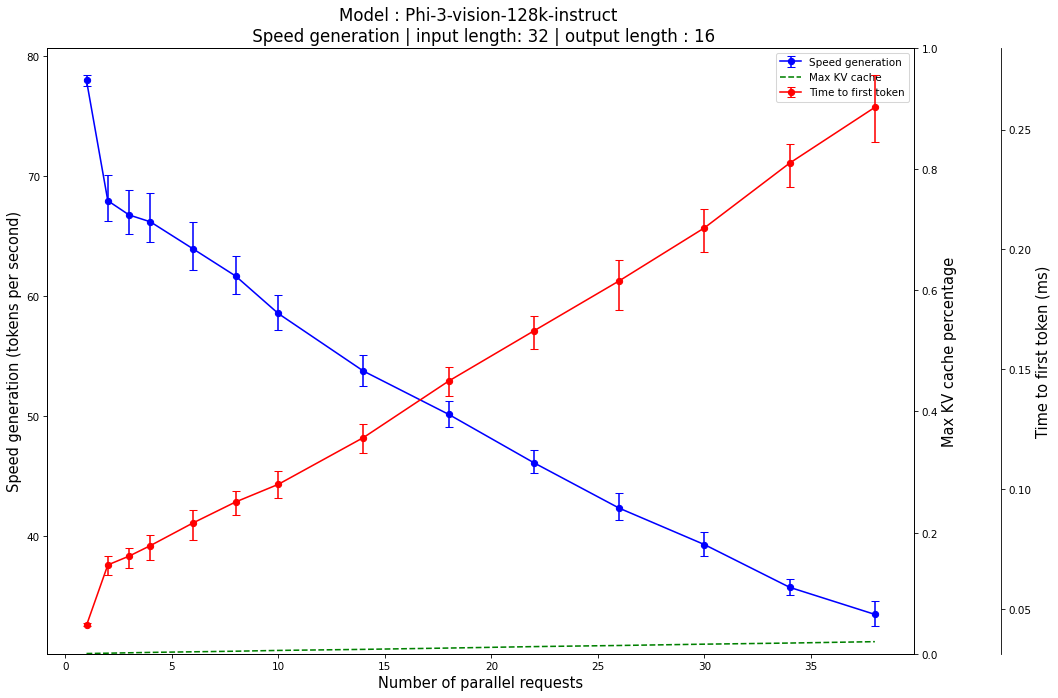 Model : Phi-3-vision-128k-instruct
Speed generation | input length: 32 | output length : 16
Speed generation
Max KV cache
Time to first token
80
70
60
50
40
Speed generation (tokens per second)
1.0
0.8
0.6
0.4
0.2
0.0
Max KV cache percentage
0.25
0.20
0.15
0.10
0.05
Time to first token (ms)
0
5
10
15
20
25
30
35
Number of parallel requests